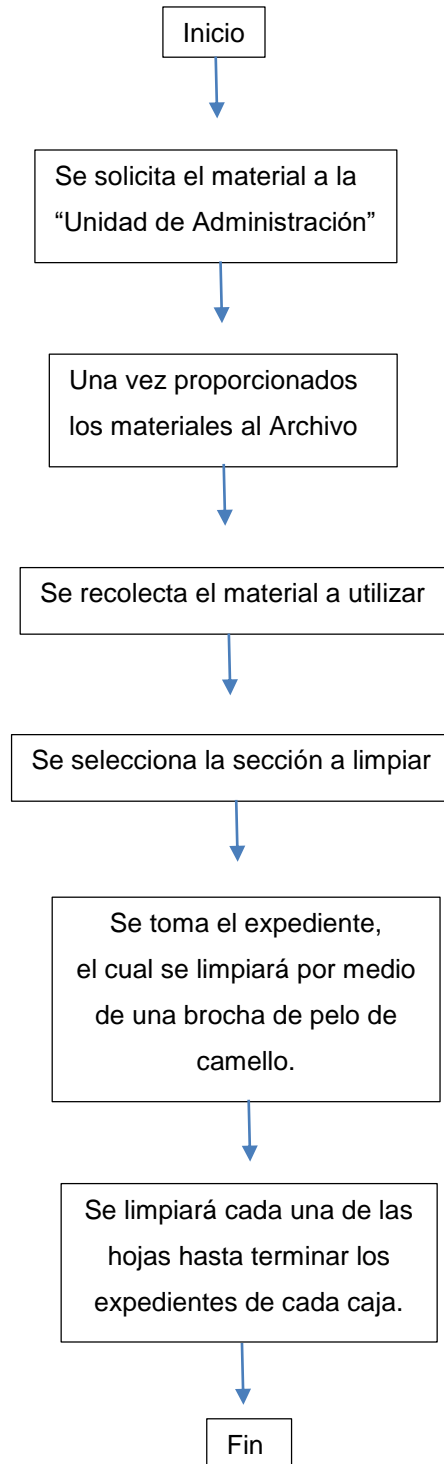 Inicio
Se solicita el material a la
“Unidad de Administración”
Una vez proporcionados
los materiales al Archivo
Se recolecta el material a utilizar
Se selecciona la sección a limpiar
Se toma el expediente,
el cual se limpiará por medio
de una brocha de pelo de
camello.
Se limpiará cada una de las
hojas hasta terminar los
expedientes de cada caja.
Fin